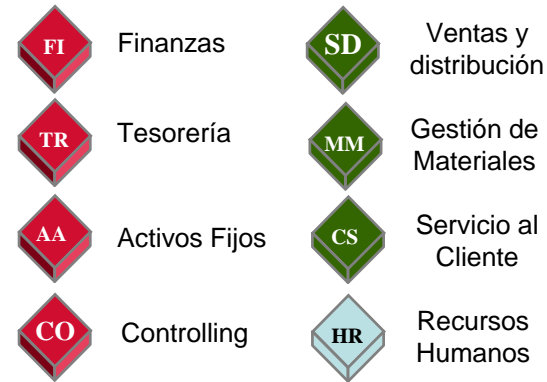 FI
Finanzas
TR
Tesorería
AA
Activos Fijos
CO
Controlling
SD
Ventas y
distribución
MM
Gestión de
Materiales
CS
Servicio al
Cliente
HR
Recursos
Humanos